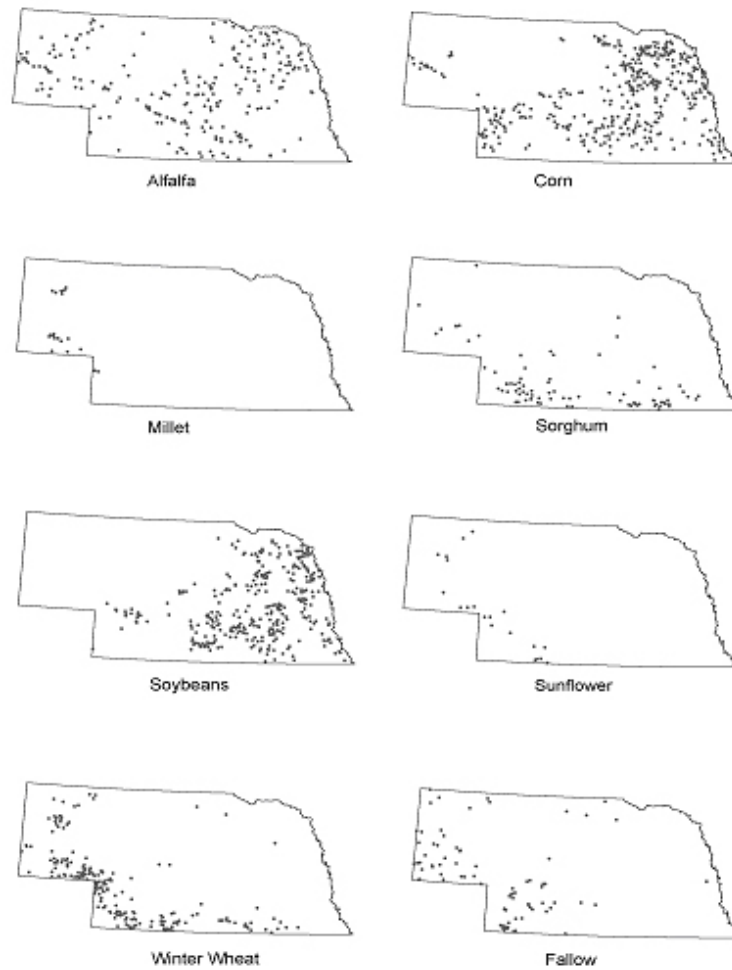 Alfalfa
Corn
Millet
Sorghum
Soybeans
Sunflower
Winter Wheat
Fallow